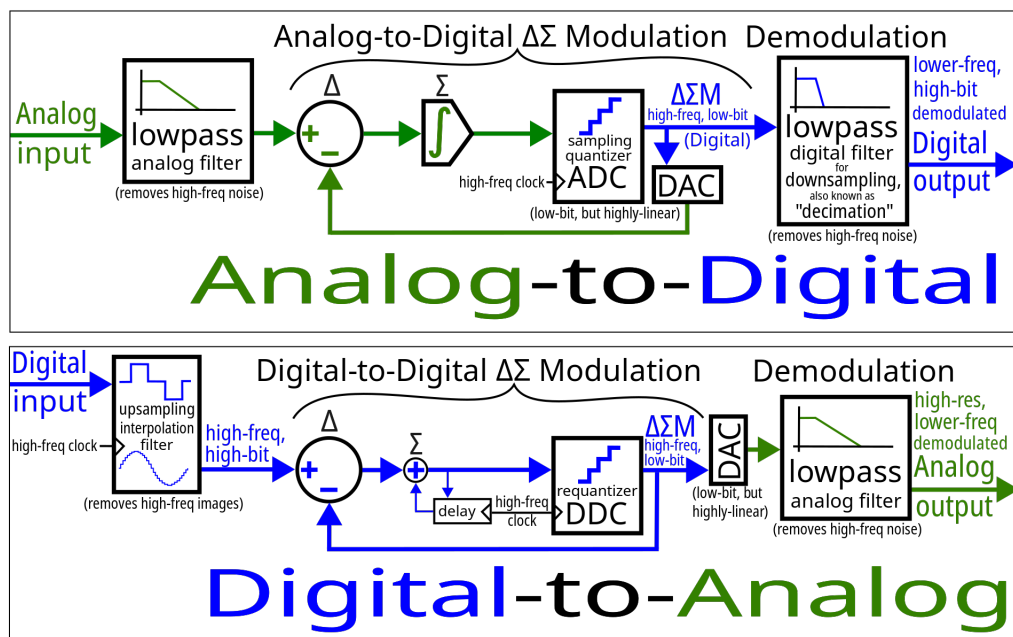 Analog-to-Digital ΔΣ Modulation
Demodulation
Analog
input
lowpass
analog filter
(removes high-freq noise)
Δ
+
−
Σ
∫
sampling
quantizer
ADC
high-freq clock
(low-bit, but highly-linear)
ΔΣM
high-freq, low-bit
(Digital)
DAC
lowpass
digital filter
for
downsampling,
also known as
"decimation"
(removes high-freq noise)
lower-freq,
high-bit
demodulated
Digital
output
Analog-to-Digital
Digital-to-Digital ΔΣ Modulation
Demodulation
Digital
input
upsampling
interpolation
filter
high-freq clock
(removes high-freq images)
high-freq,
high-bit
Δ
+
−
Σ
+
delay
high-freq
clock
requantizer
DDC
ΔΣM
high-freq,
low-bit
DAC
(low-bit, but
highly-linear)
lowpass
analog filter
(removes high-freq noise)
high-res,
lower-freq
demodulated
Analog
output
Digital-to-Analog